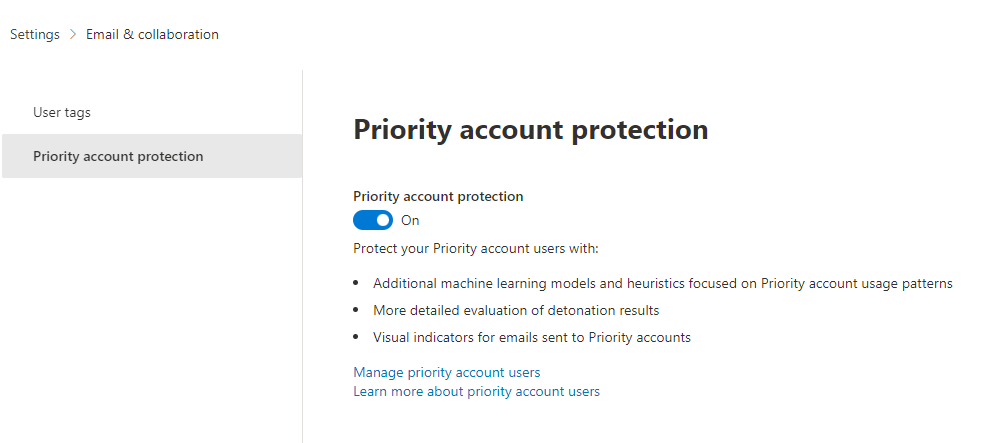 Settings > Email & collaboration
User tags
Priority account protection
Priority account protection
Priority account protection
On
Protect your Priority account users with:
• Additional machine learning models and heuristics focused on Priority account usage patterns
• More detailed evaluation of detonation results
• Visual indicators for emails sent to Priority accounts
Manage priority account users
Learn more about priority account users